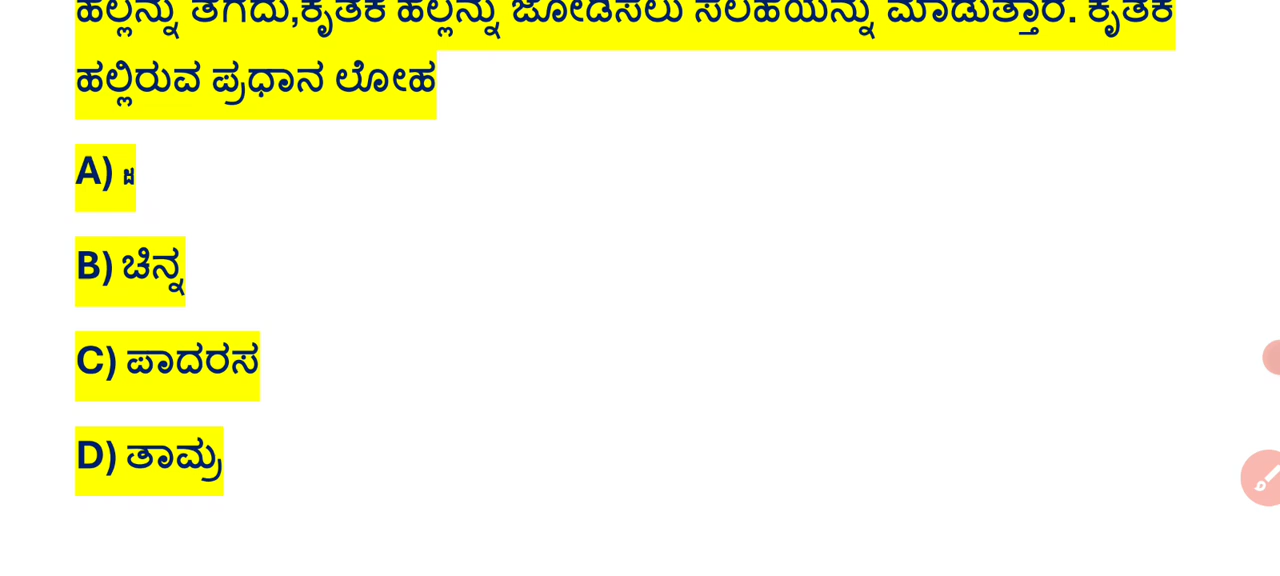 ಹಲ್ಲನ್ನು ತೆಗೆದು,ಕೃತಕ ಹಲ್ಲನ್ನು ಜೋಡಿಸಲು ಸಲಹೆಯನ್ನು ಮಾಡುತ್ತಾರೆ. ಕೃತಕ
ಹಲ್ಲಿರುವ ಪ್ರಧಾನ ಲೋಹ
A)
B) ಚಿನ್ನ
C) ಪಾದರಸ
D) ತಾಮ್ರ